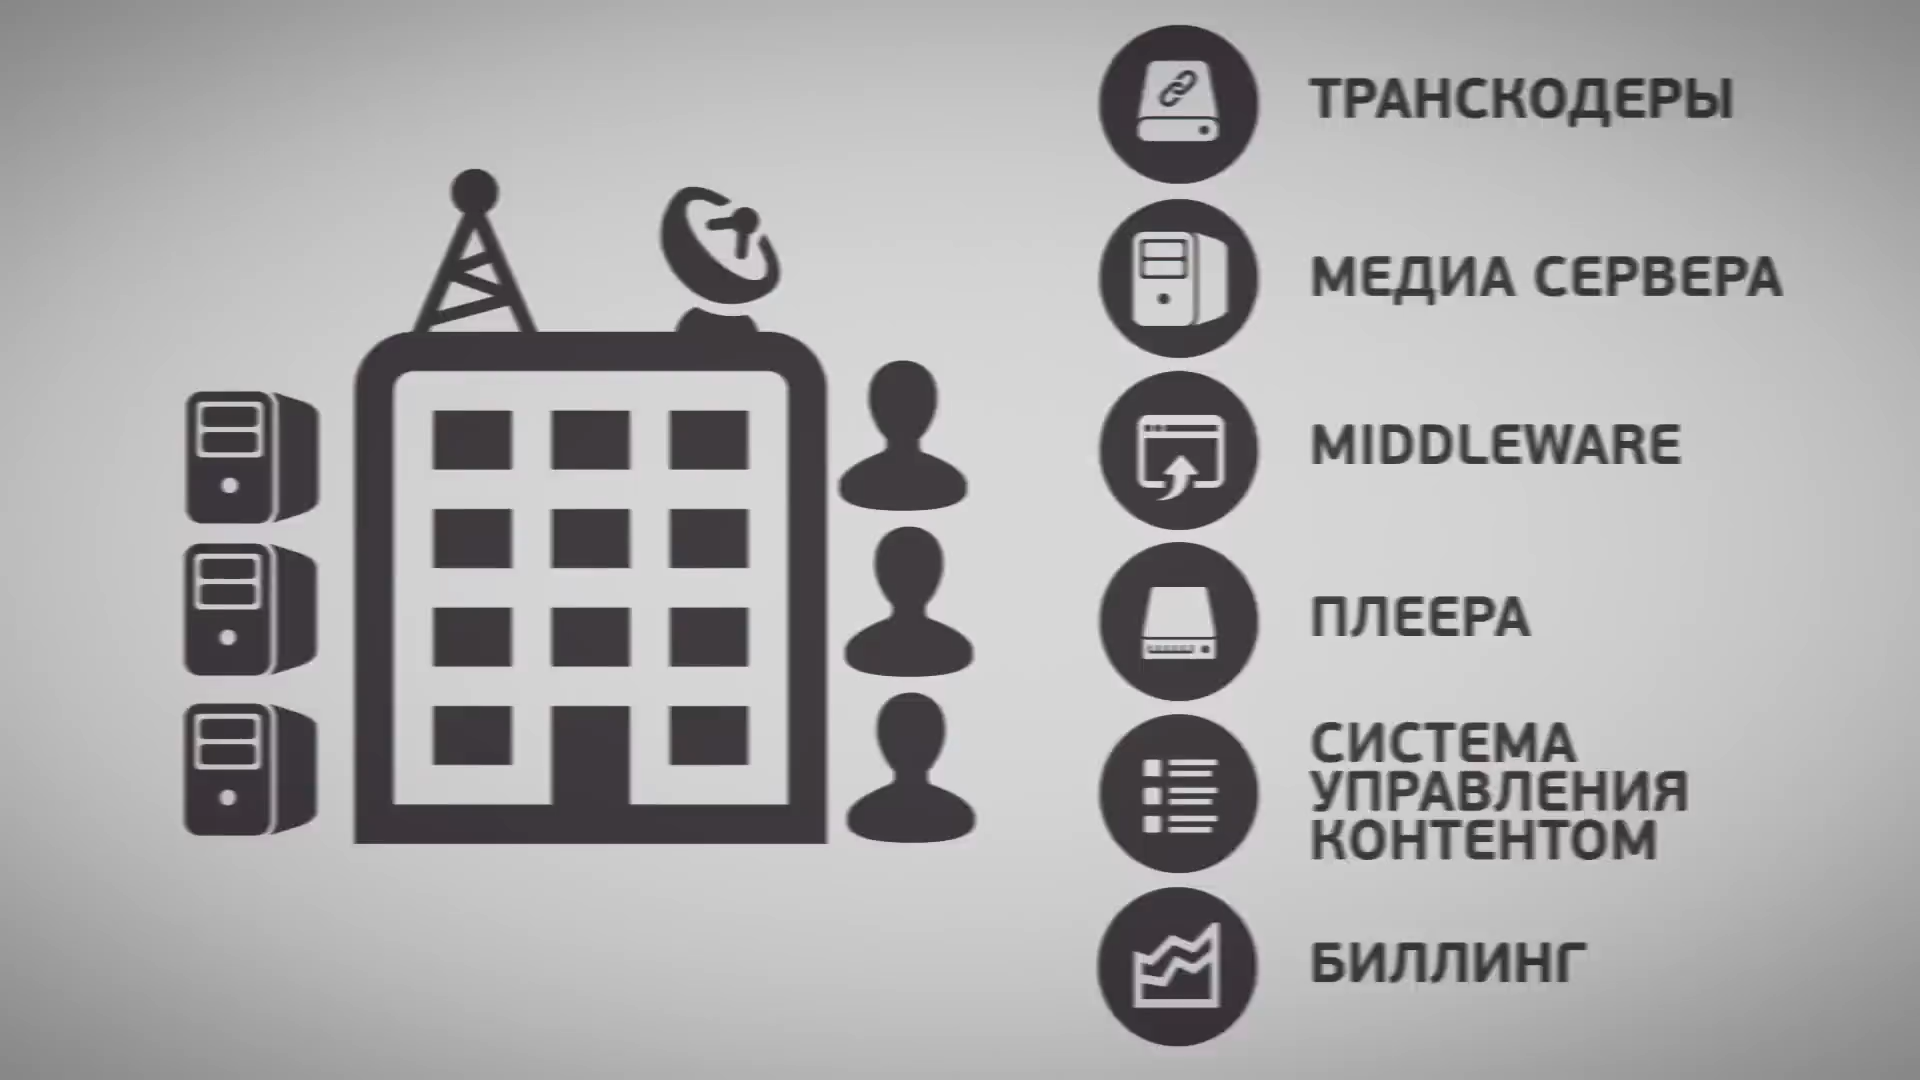 ТРАНСКОДЕРЫ
МЕДИА СЕРВЕРА
MIDDLEWARE
ПЛЕЕРА
СИСТЕМА
УПРАВЛЕНИЯ
КОНТЕНТОМ
БИЛЛИНГ